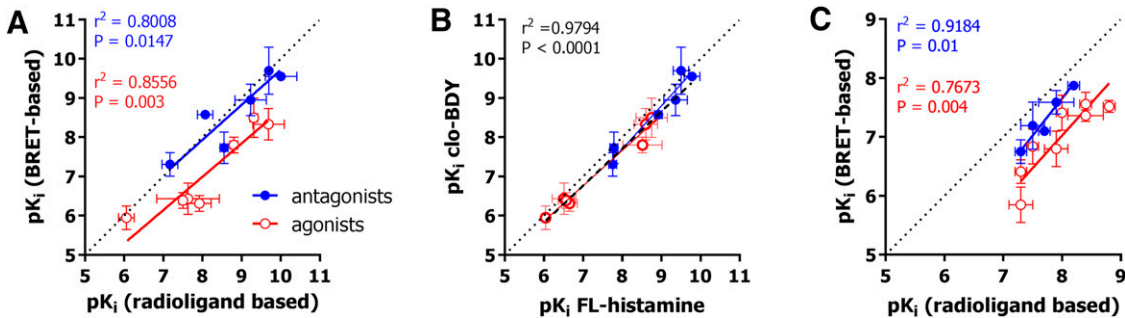 A
r² = 0.8008
P = 0.0147
r² = 0.8556
P = 0.003
pKi (BRET-based)
11
10
9
8
7
6
5
antagonists
agonists
5 6 7 8 9 10 11
pKi (radioligand based)
B
r² =0.9794
P < 0.0001
pKi clo-BDY
11
10
9
8
7
6
5
5 6 7 8 9 10 11
pKi FL-histamine
C
r² = 0.9184
P = 0.01
r² = 0.7673
P = 0.004
pKi (BRET-based)
9
8
7
6
5
5 6 7 8 9
pKi (radioligand based)